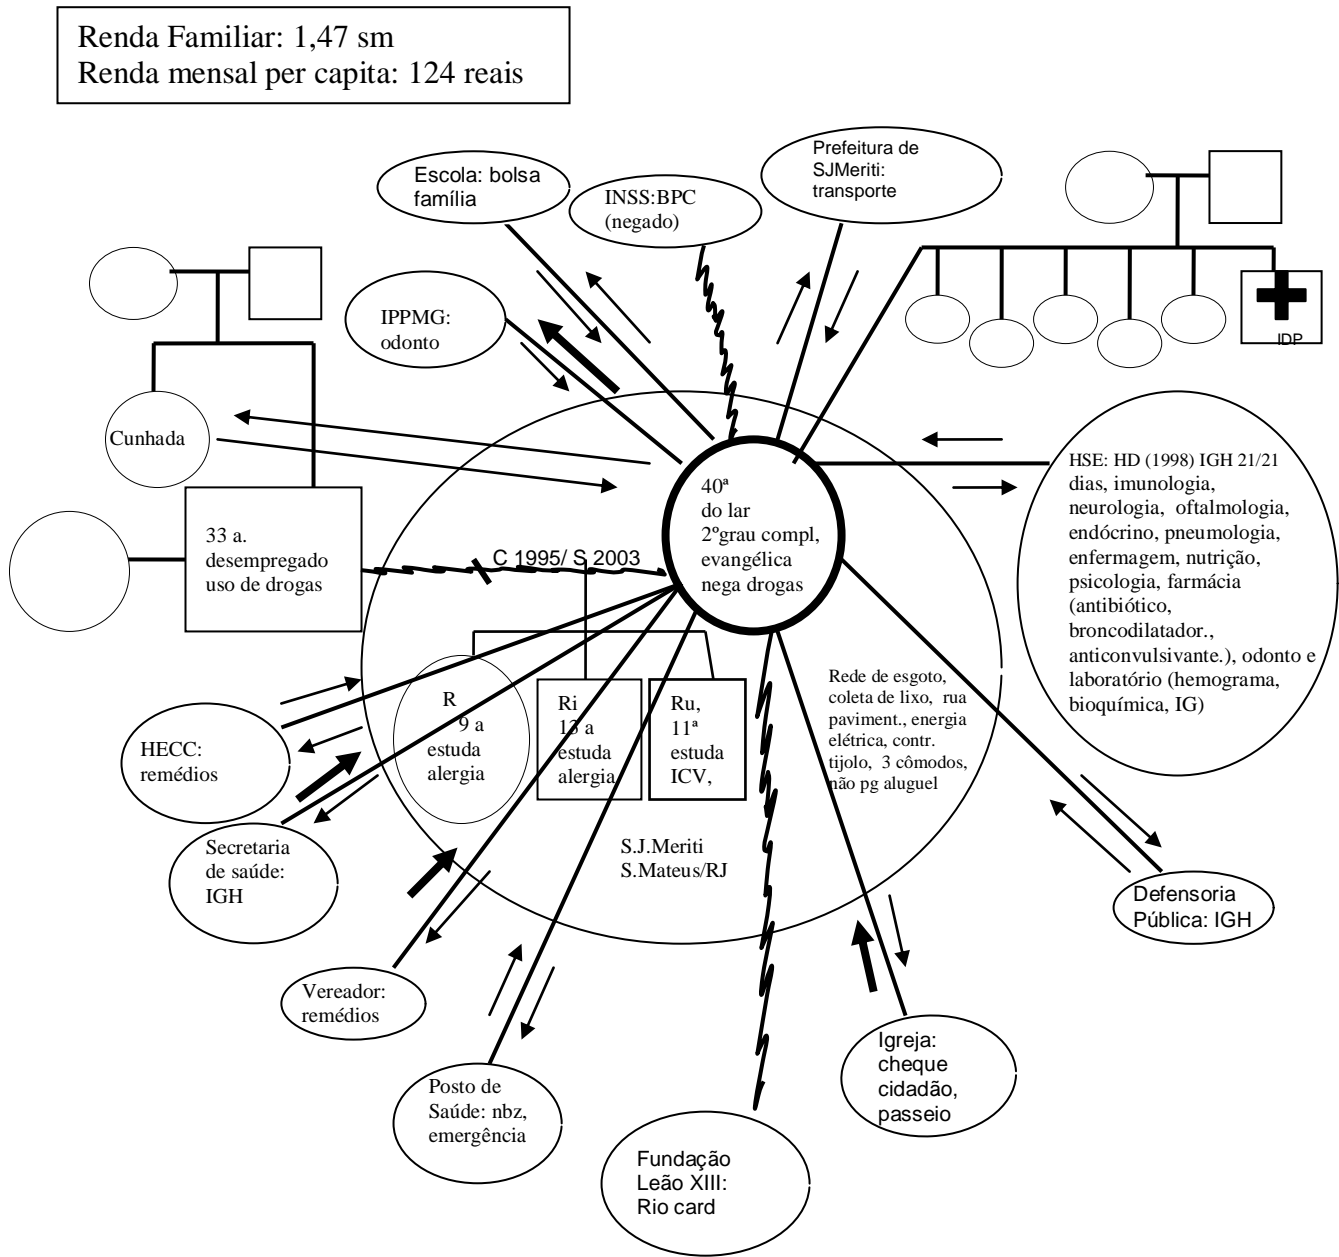 Renda Familiar: 1,47 sm
Renda mensal per capita: 124 reais
Escola: bolsa
família
INSS:BPC
(negado)
Prefeitura de
SJMeriti:
transporte
IPPMG:
odonto
IDP
Cunhada
33 a.
desempregado
uso de drogas
C 1995/ S 2003
40ª
do lar
2ºgrau compl,
evangélica
nega drogas
HSE: HD (1998) IGH 21/21
dias, imunologia,
neurologia, oftalmologia,
endócrino, pneumologia,
enfermagem, nutrição,
psicologia, farmácia
(antibiótico,
broncodilatador.,
anticonvulsivante.), odonto e
laboratório (hemograma,
bioquímica, IG)
R
9 a
estuda
alergia
Ri
13 a
estuda
alergia
Ru,
11ª
estuda
ICV,
Rede de esgoto,
coleta de lixo, rua
paviment., energia
elétrica, contr.
tijolo, 3 cômodos,
não pg aluguel
S.J.Meriti
S.Mateus/RJ
HECC:
remédios
Secretaria
de saúde:
IGH
Vereador:
remédios
Posto de
Saúde: nbz,
emergência
Fundação
Leão XIII:
Rio card
Igreja:
cheque
cidadão,
passeio
Defensoria
Pública: IGH